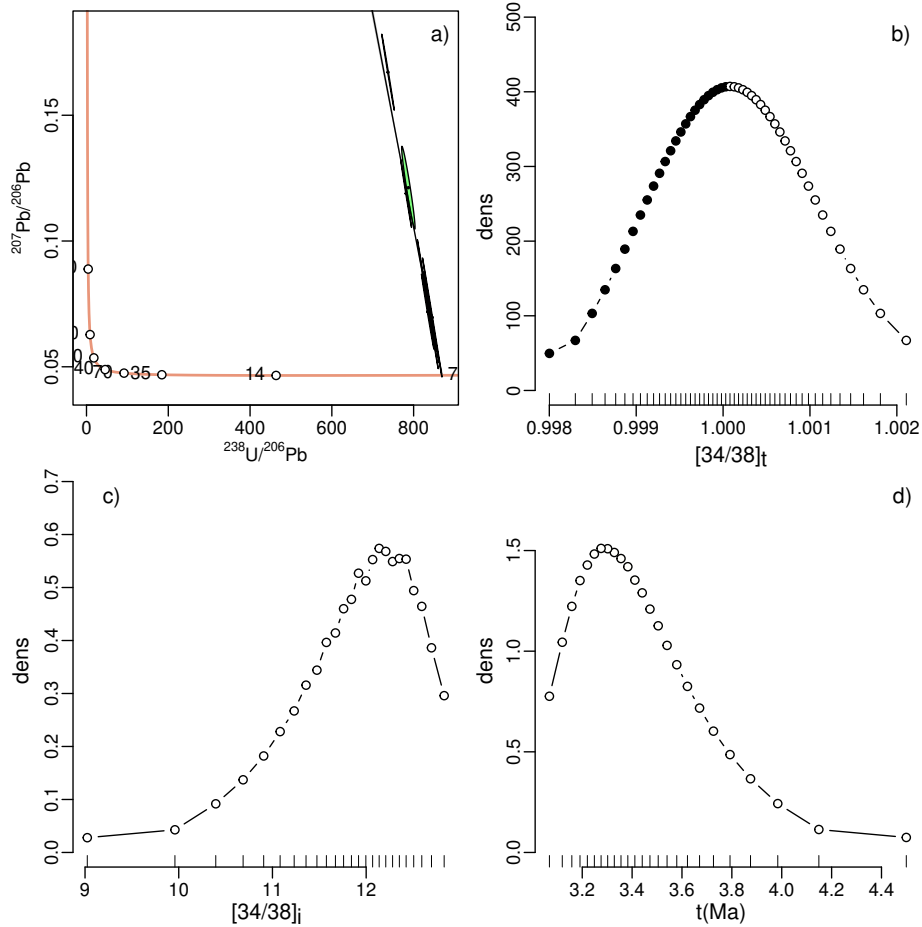 a)
0.05 0.10 0.15
²⁰⁷Pb/²⁰⁶Pb
0
0
0
40
70
35
14
7
0 200 400 600 800
²³⁸U/²⁰⁶Pb
b)
0 100 200 300 400 500
dens
0.998 0.999 1.000 1.001 1.002
[34/38]t
c)
0.0 0.1 0.2 0.3 0.4 0.5 0.6 0.7
dens
9 10 11 12
[34/38]i
d)
0.0 0.5 1.0 1.5
dens
3.2 3.4 3.6 3.8 4.0 4.2 4.4
t(Ma)